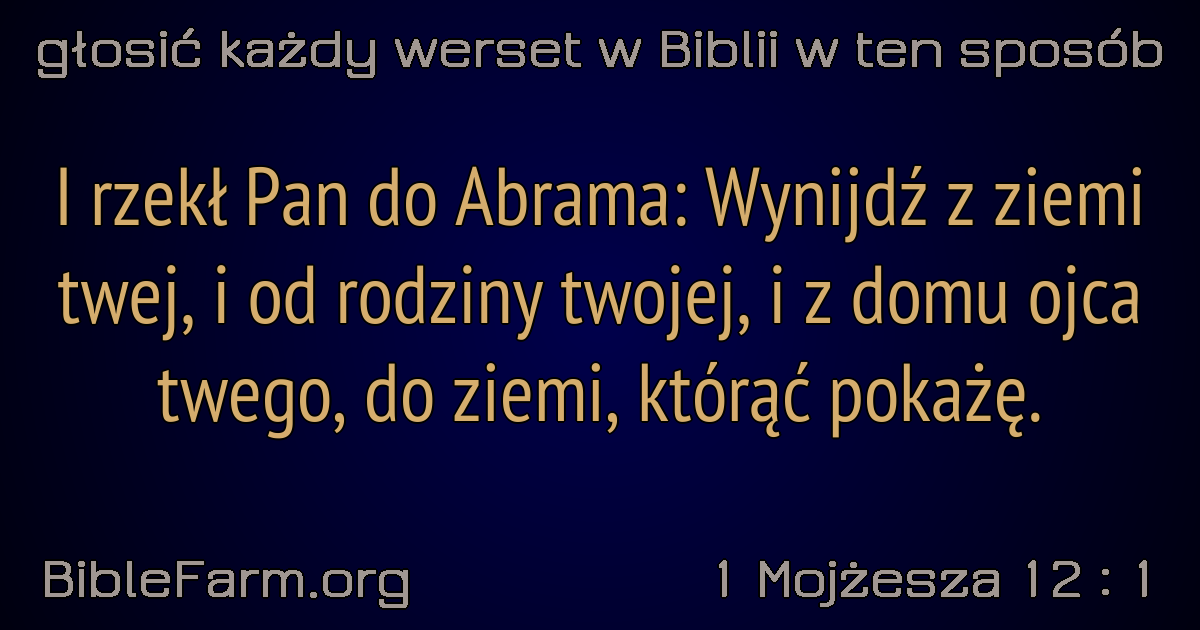 głosić każdy werset w Biblii w ten sposób
I rzekł Pan do Abrama: Wynijdź z ziemi
twej, i od rodziny twojej, i z domu ojca
twego, do ziemi, którąć pokażę.
BibleFarm.org
1 Mojżesza 12 : 1